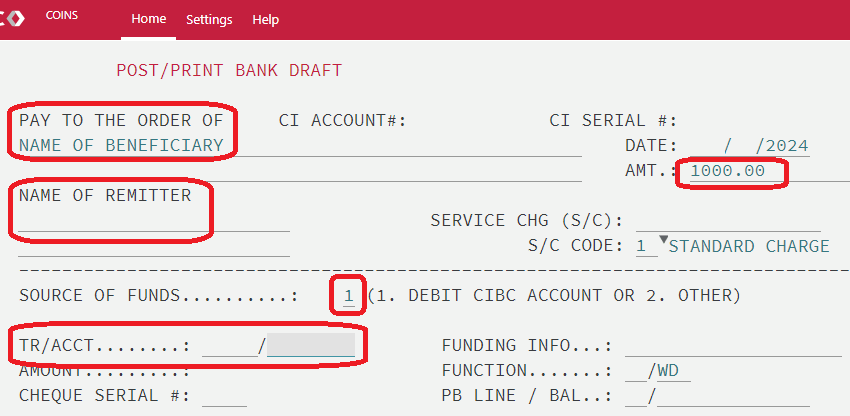 COINS Home Settings Help
POST/PRINT BANK DRAFT
PAY TO THE ORDER OF CI ACCOUNT#: CI SERIAL #:
NAME OF BENEFICIARY DATE: / /2024
AMT.: 1000.00
NAME OF REMITTER
SERVICE CHG (S/C):
S/C CODE: 1 STANDARD CHARGE
SOURCE OF FUNDS..........: 1 (1. DEBIT CIBC ACCOUNT OR 2. OTHER)
TR/ACCT........: / FUNDING INFO...:
AMOUNT.........: FUNCTION.......: /WD
CHEQUE SERIAL #: PB LINE / BAL..: /